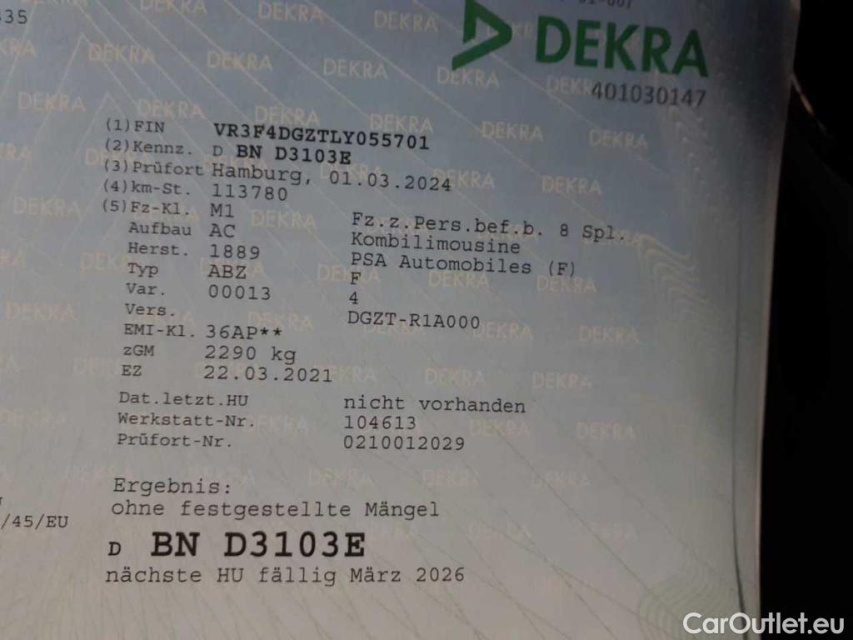 35
DEKRA
401030147
(1) FIN VR3F4DGZTLY055701
(2) Kennz. D BN D3103E
(3) Prüfort Hamburg, 01.03.2024
(4) km-St. 113780
(5) Fz-Kl. M1 Fz.z.Pers.bef.b. 8 Spl.
Aufbau AC Kombilimousine
Herst. 1889 PSA Automobiles (F)
Typ ABZ F
Var. 00013 4
Vers. DGZT-R1A000
EMI-Kl. 36AP**
zGM 2290 kg
EZ 22.03.2021
Dat.letzt.HU nicht vorhanden
Werkstatt-Nr. 104613
Prüfort-Nr. 0210012029
Ergebnis:
ohne festgestellte Mängel
/45/EU
D BN D3103E
nächste HU fällig März 2026
CarOutlet.eu